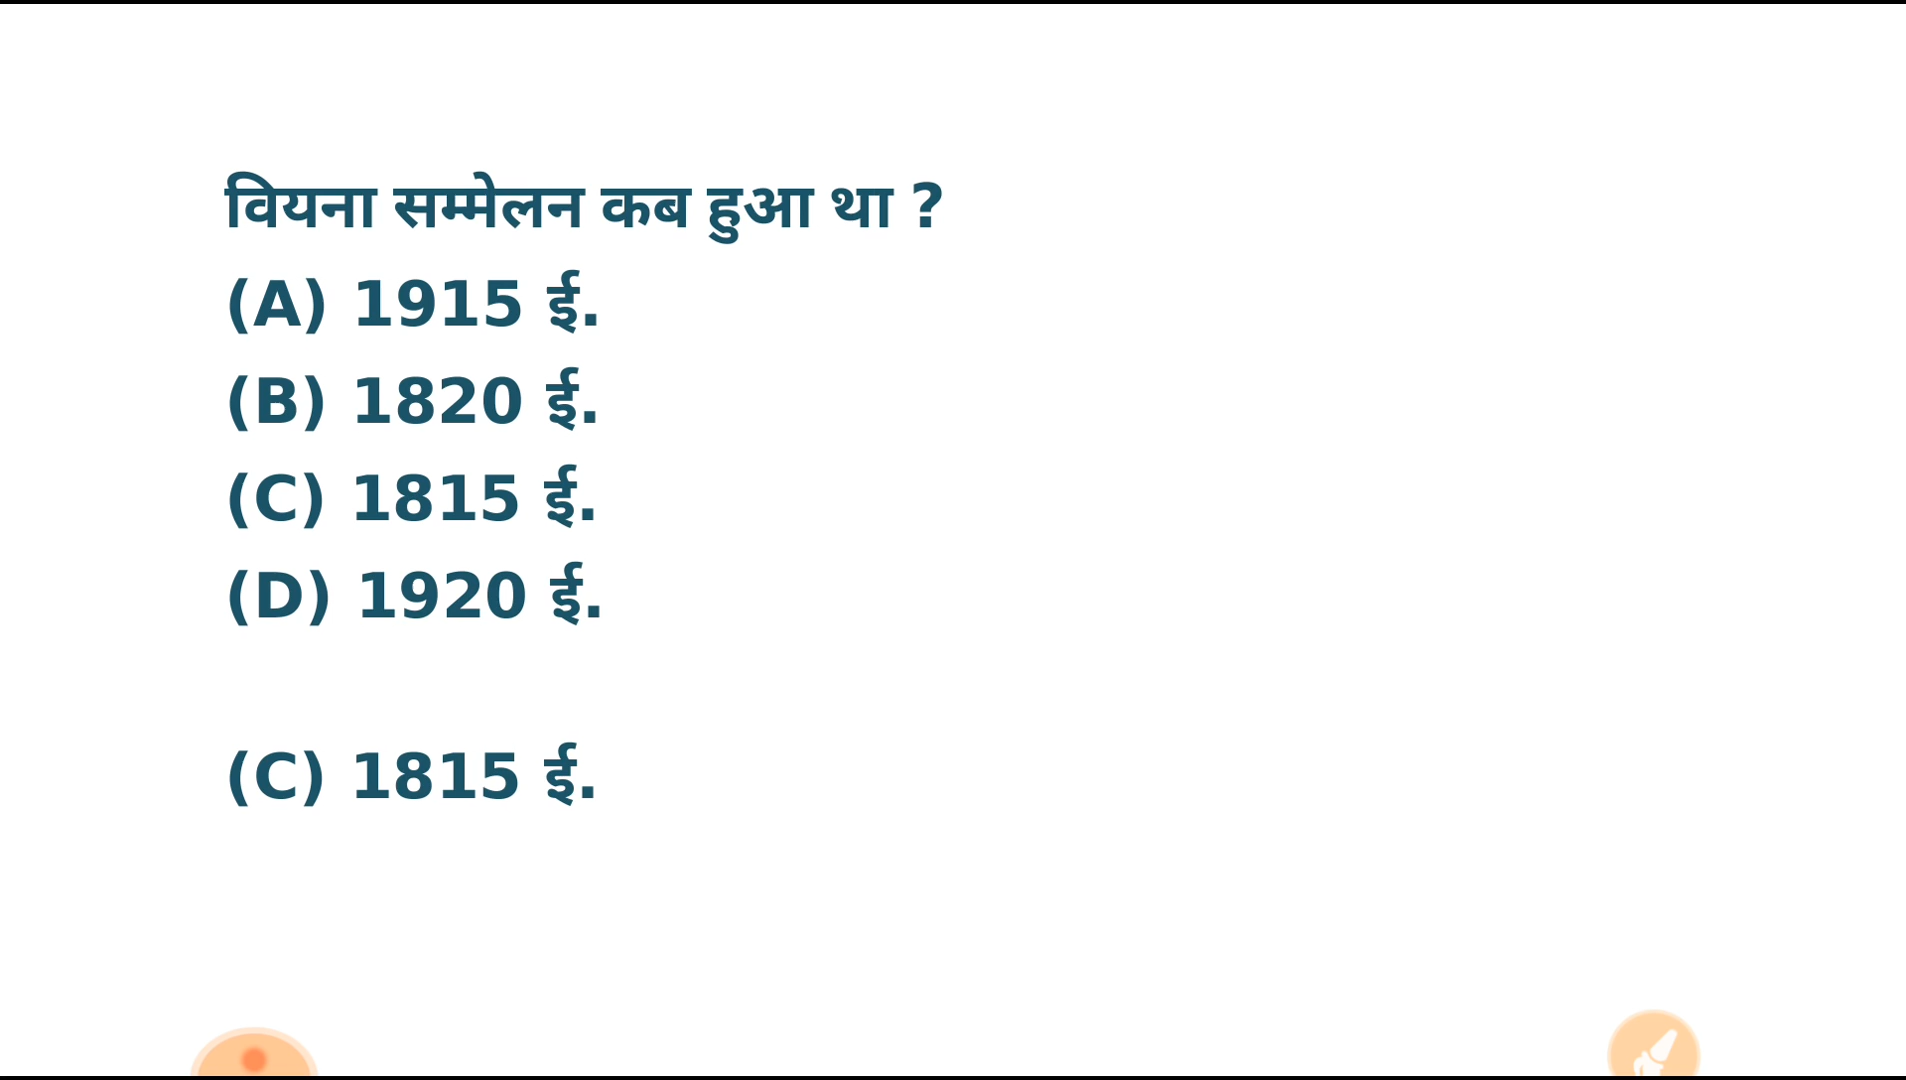 वियना सम्मेलन कब हुआ था ?
(A) 1915 ई.
(B) 1820 ई.
(C) 1815 ई.
(D) 1920 ई.
(C) 1815 ई.